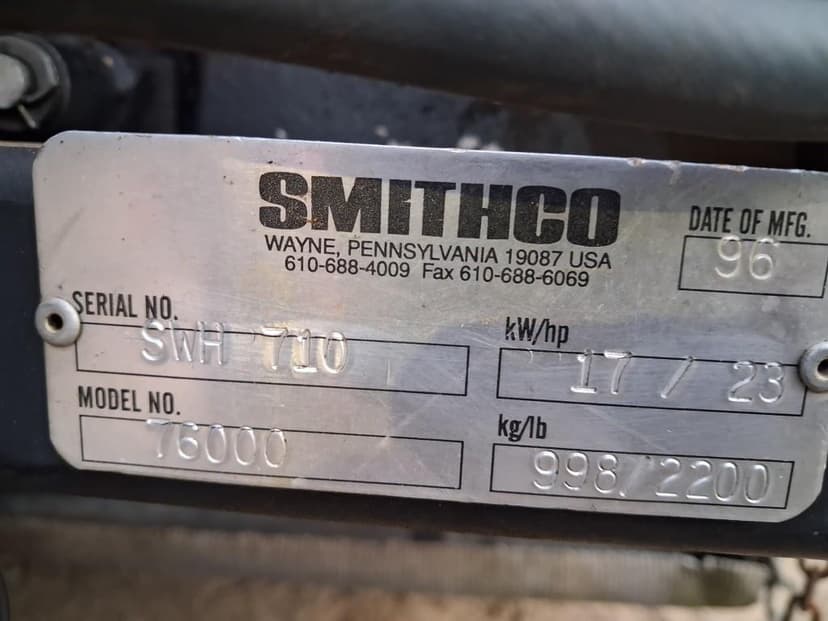 SMITHCO
WAYNE, PENNSYLVANIA 19087 USA
610-688-4009 Fax 610-688-6069
DATE OF MFG.
96
SERIAL NO.
SWH 710
kW/hp
17 / 23
MODEL NO.
76000
kg/lb
998/2200